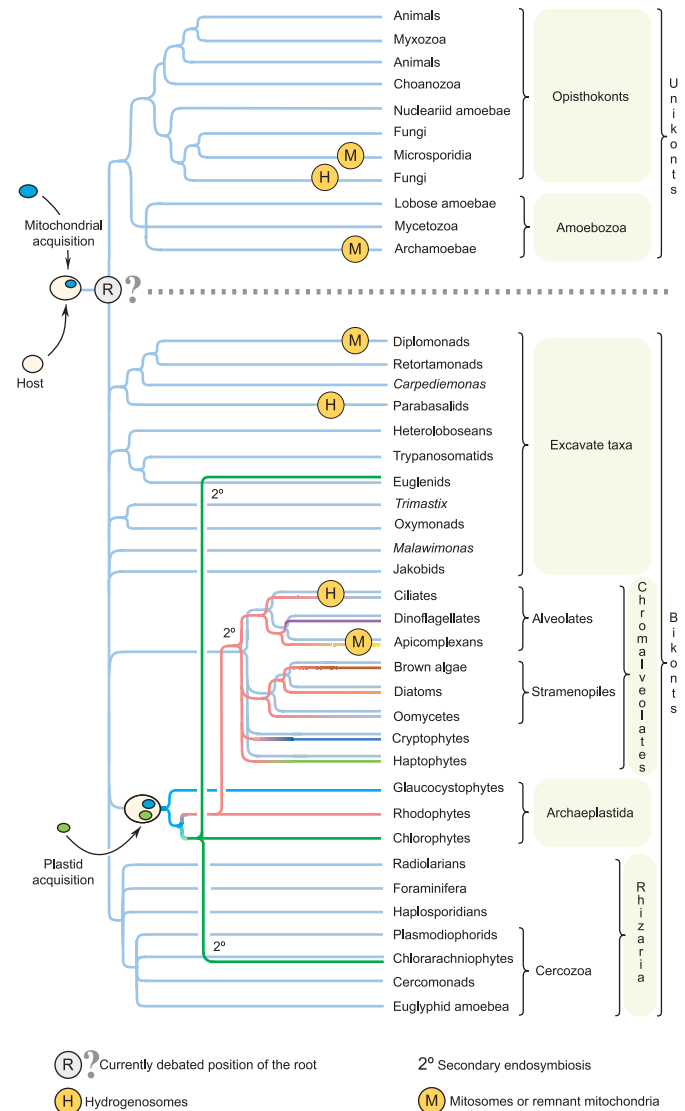 Animals
Myxozoa
Animals
Choanozoa
Nucleariid amoebae
Fungi
M
Microsporidia
H
Fungi
Opisthokonts
Lobose amoebae
Mycetozoa
M
Archamoebae
Amoebozoa
Unikonts
Mitochondrial
acquisition
R
?
Host
M
Diplomonads
Retortamonads
Carpediemonas
H
Parabasalids
Heteroloboseans
Trypanosomatids
Euglenids
2º
Trimastix
Oxymonads
Malawimonas
Jakobids
Excavate taxa
H
Ciliates
Dinoflagellates
M
Apicomplexans
Alveolates
2º
Brown algae
Diatoms
Oomycetes
Stramenopiles
Cryptophytes
Haptophytes
Chromalveolates
Bikonts
Glaucocystophytes
Rhodophytes
Chlorophytes
Archaeplastida
Plastid
acquisition
Radiolarians
Foraminifera
Haplosporidians
Plasmodiophorids
2º
Chlorarachniophytes
Cercomonads
Euglyphid amoebea
Cercozoa
Rhizaria
R ? Currently debated position of the root
2º Secondary endosymbiosis
H Hydrogenosomes
M Mitosomes or remnant mitochondria